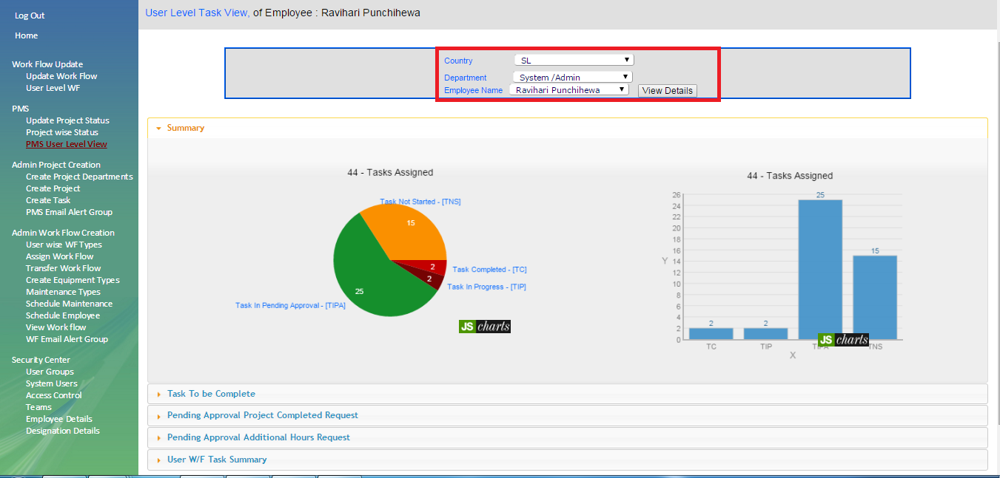 Log Out
Home
Work Flow Update
Update Work Flow
User Level WF
PMS
Update Project Status
Project wise Status
PMS User Level View
Admin Project Creation
Create Project Departments
Create Project
Create Task
PMS Email Alert Group
Admin Work Flow Creation
User wise WF Types
Assign Work Flow
Transfer Work Flow
Create Equipment Types
Maintenance Types
Schedule Maintenance
Schedule Employee
View Work flow
WF Email Alert Group
Security Center
User Groups
System Users
Access Control
Teams
Employee Details
Designation Details
User Level Task View, of Employee : Ravihari Punchihewa
Country SL
Department System /Admin
Employee Name Ravihari Punchihewa View Details
Summary
44 - Tasks Assigned
Task Not Started - [TNS]
15
Task Completed - [TC]
2
Task In Progress - [TIP]
2
25
Task In Pending Approval - [TIPA]
JS charts
44 - Tasks Assigned
26
24
22
20
18
16
14
12
10
8
6
4
2
0
Y
2
2
25
15
TC TIP TIPA TNS
X
JS charts
Task To be Complete
Pending Approval Project Completed Request
Pending Approval Additional Hours Request
User W/F Task Summary